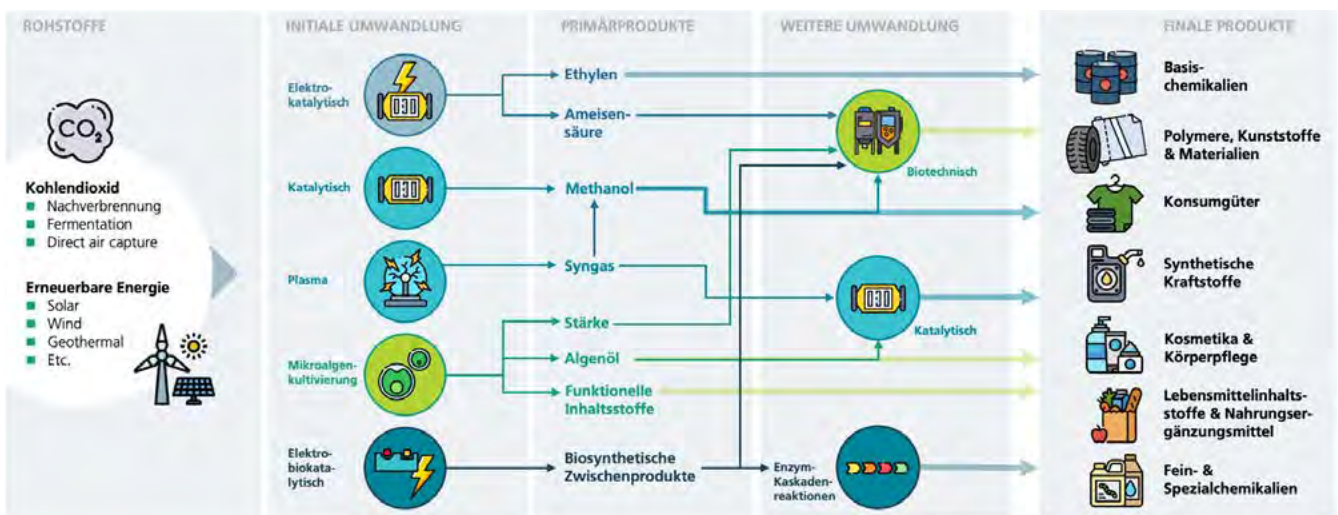 ROHSTOFFE
INITIALE UMWANDLUNG
PRIMÄRPRODUKTE
WEITERE UMWANDLUNG
FINALE PRODUKTE
CO₂
Kohlendioxid
Nachverbrennung
Fermentation
Direct air capture
Erneuerbare Energie
Solar
Wind
Geothermal
Etc.
Elektro-
katalytisch
Katalytisch
Plasma
Mikroalgen-
kultivierung
Elektro-
biokata-
lytisch
Ethylen
Ameisen-
säure
Methanol
Syngas
Stärke
Algenöl
Funktionelle
Inhaltsstoffe
Biosynthetische
Zwischenprodukte
Biotechnisch
Katalytisch
Enzym-
Kaskaden-
reaktionen
Basis-
chemikalien
Polymere, Kunststoffe
& Materialien
Konsumgüter
Synthetische
Kraftstoffe
Kosmetika &
Körperpflege
Lebensmittelinhalts-
stoffe & Nahrungser-
gänzungsmittel
Fein- &
Spezialchemikalien